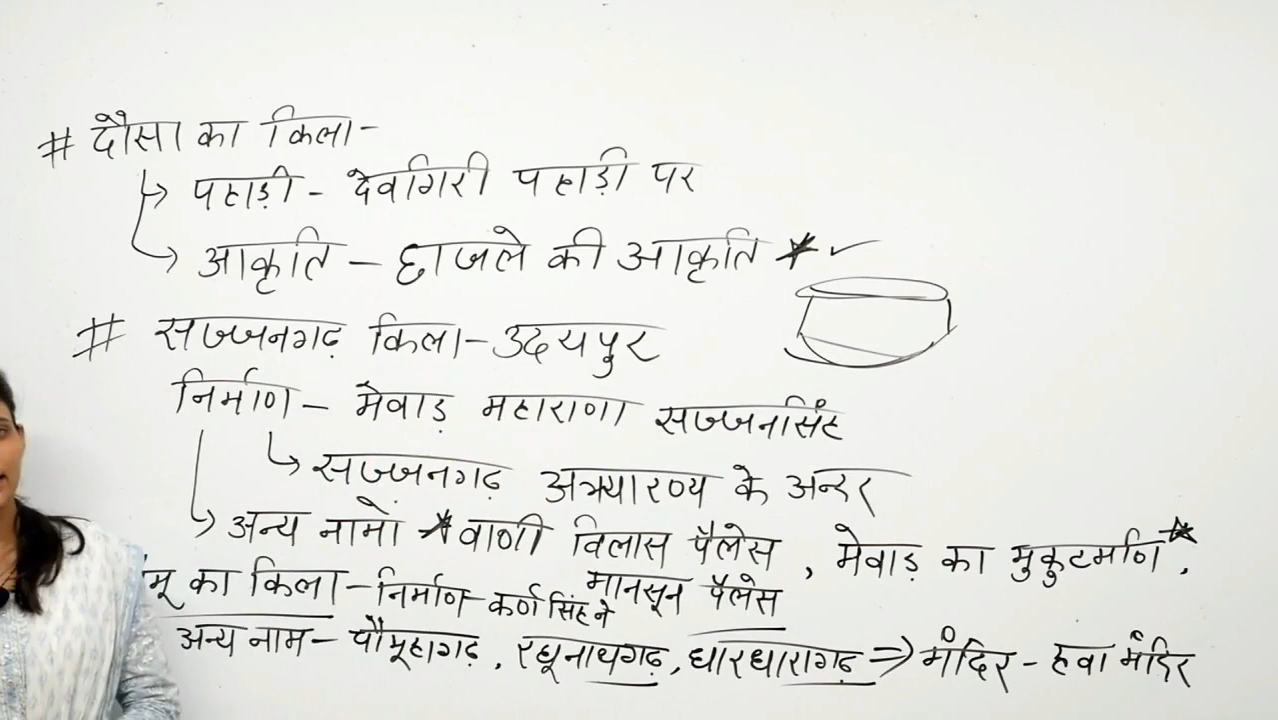 # दौसा का किला-
↳ पहाड़ी - देवगिरी पहाड़ी पर
↳ आकृति - छाजले की आकृति ★ ✓
# सज्जनगढ़ किला - उदयपुर
निर्माण - मेवाड़ महाराणा सज्जनसिंह
↳ सज्जनगढ़ अभ्यारण्य के अन्दर
↳ अन्य नामो ★ वाणी विलास पैलेस , मेवाड़ का मुकुटमणि ★ ,
मानसून पैलेस
मू का किला - निर्माण - कर्ण सिंह ने
अन्य नाम - चौमूहागढ़ , रघूनाथगढ़ , धारधारागढ़ => मंदिर - हवा मंदिर